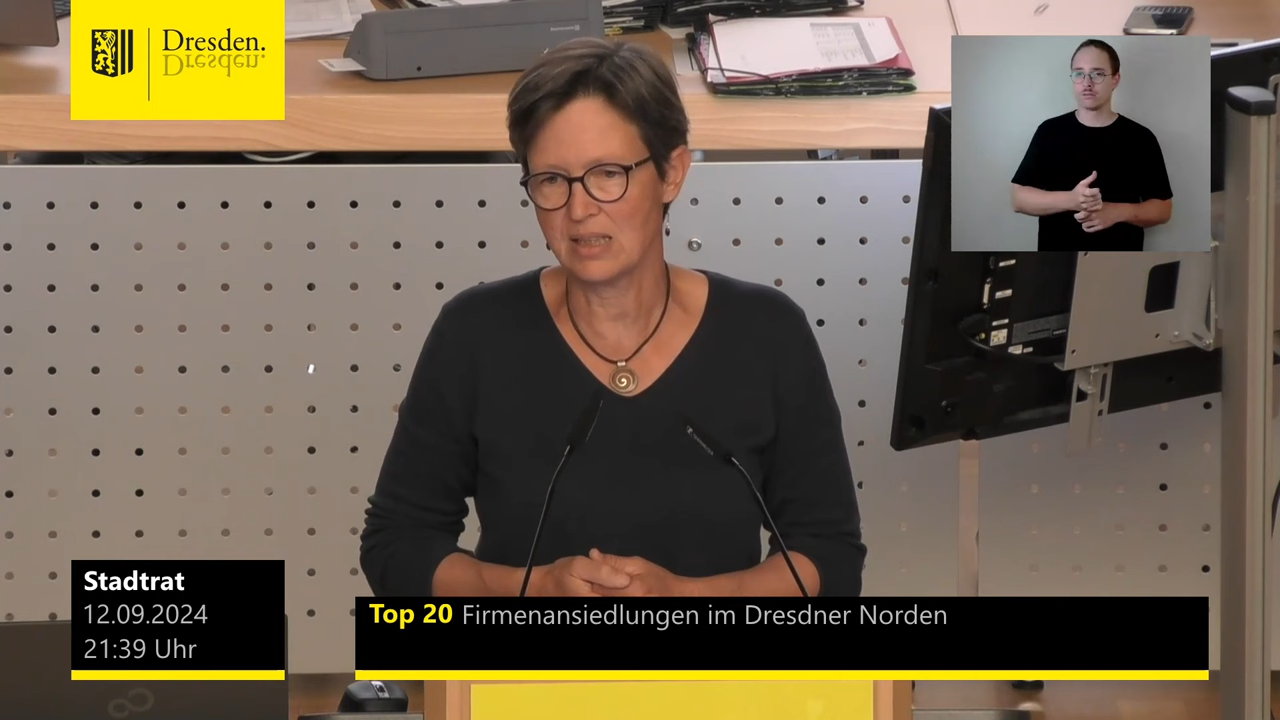 Dresden.
Dresden.
Stadtrat
12.09.2024
21:39 Uhr
Top 20 Firmenansiedlungen im Dresdner Norden